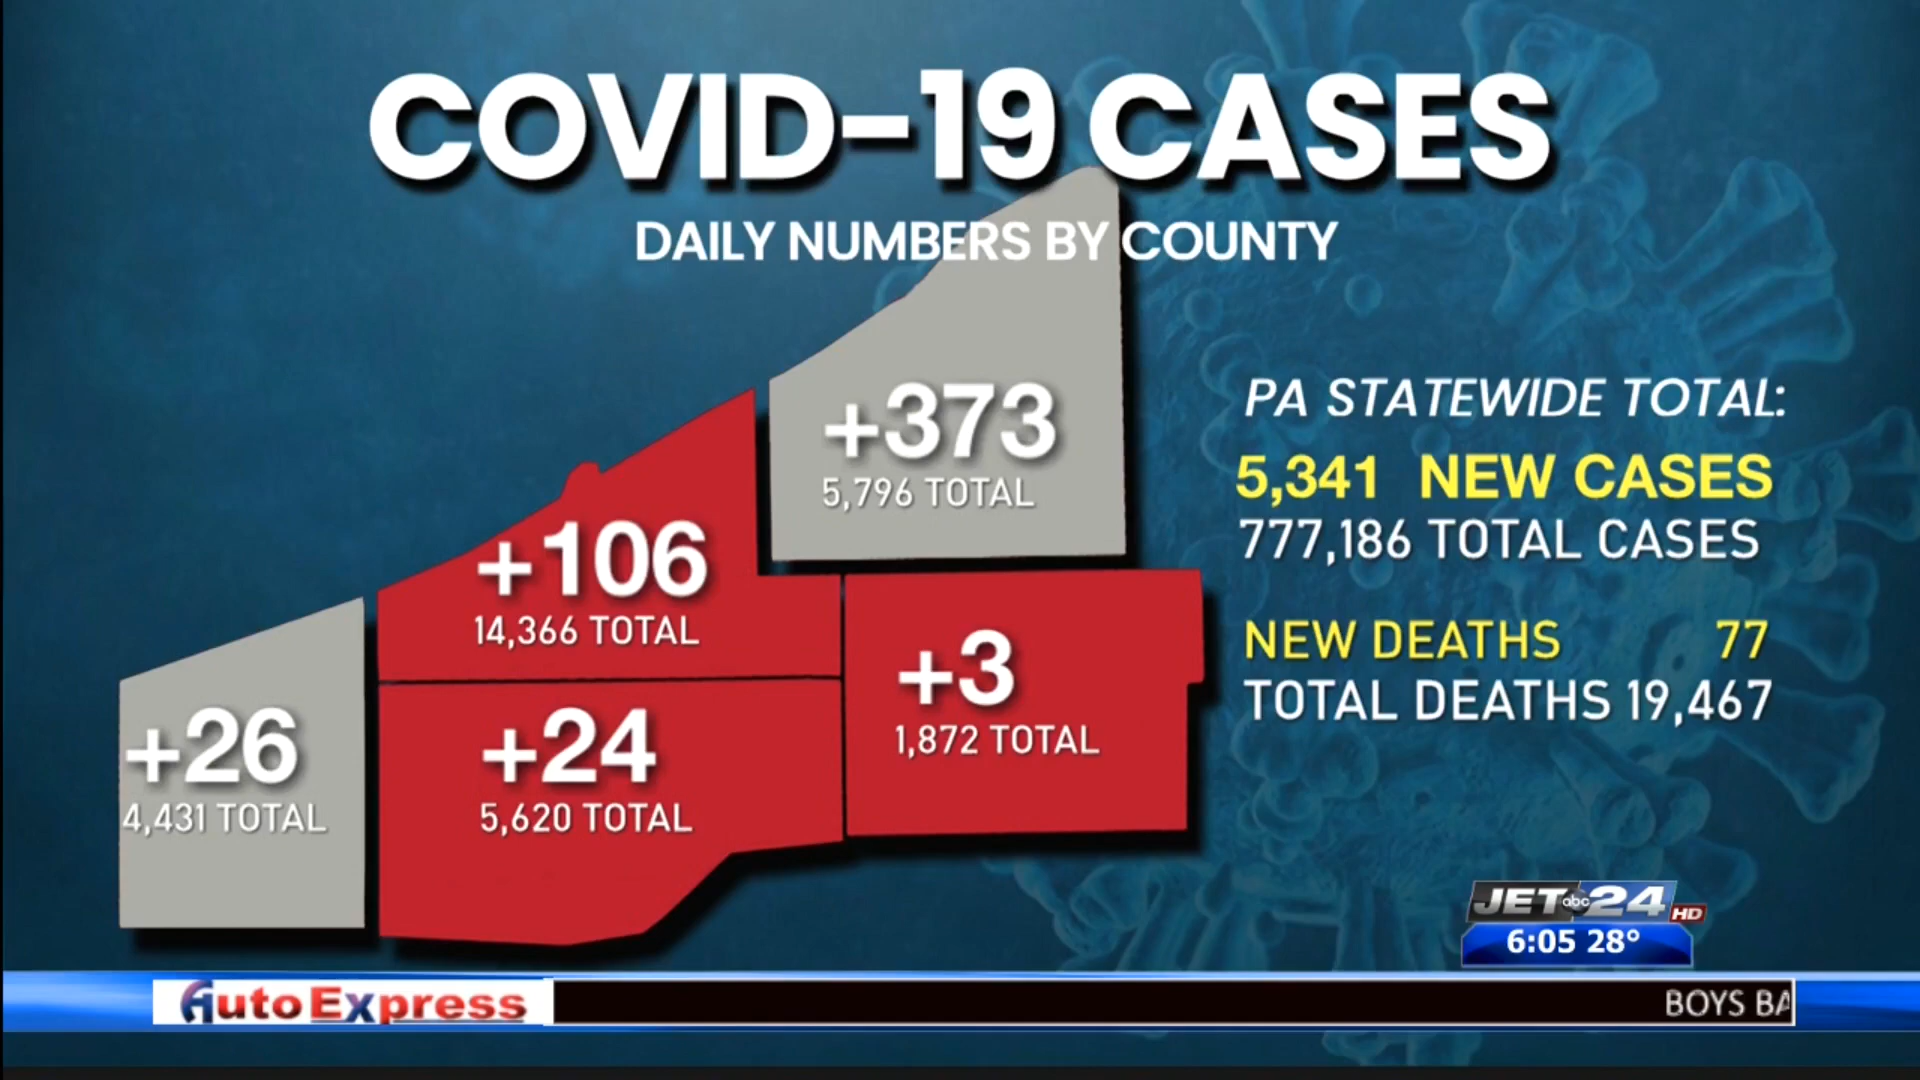 COVID-19 CASES
DAILY NUMBERS BY COUNTY
+373
5,796 TOTAL
+106
14,366 TOTAL
+3
1,872 TOTAL
+26
4,431 TOTAL
+24
5,620 TOTAL
PA STATEWIDE TOTAL:
5,341 NEW CASES
777,186 TOTAL CASES
NEW DEATHS 77
TOTAL DEATHS 19,467
JET abc 24 HD
6:05 28°
AutoExpress
BOYS BA